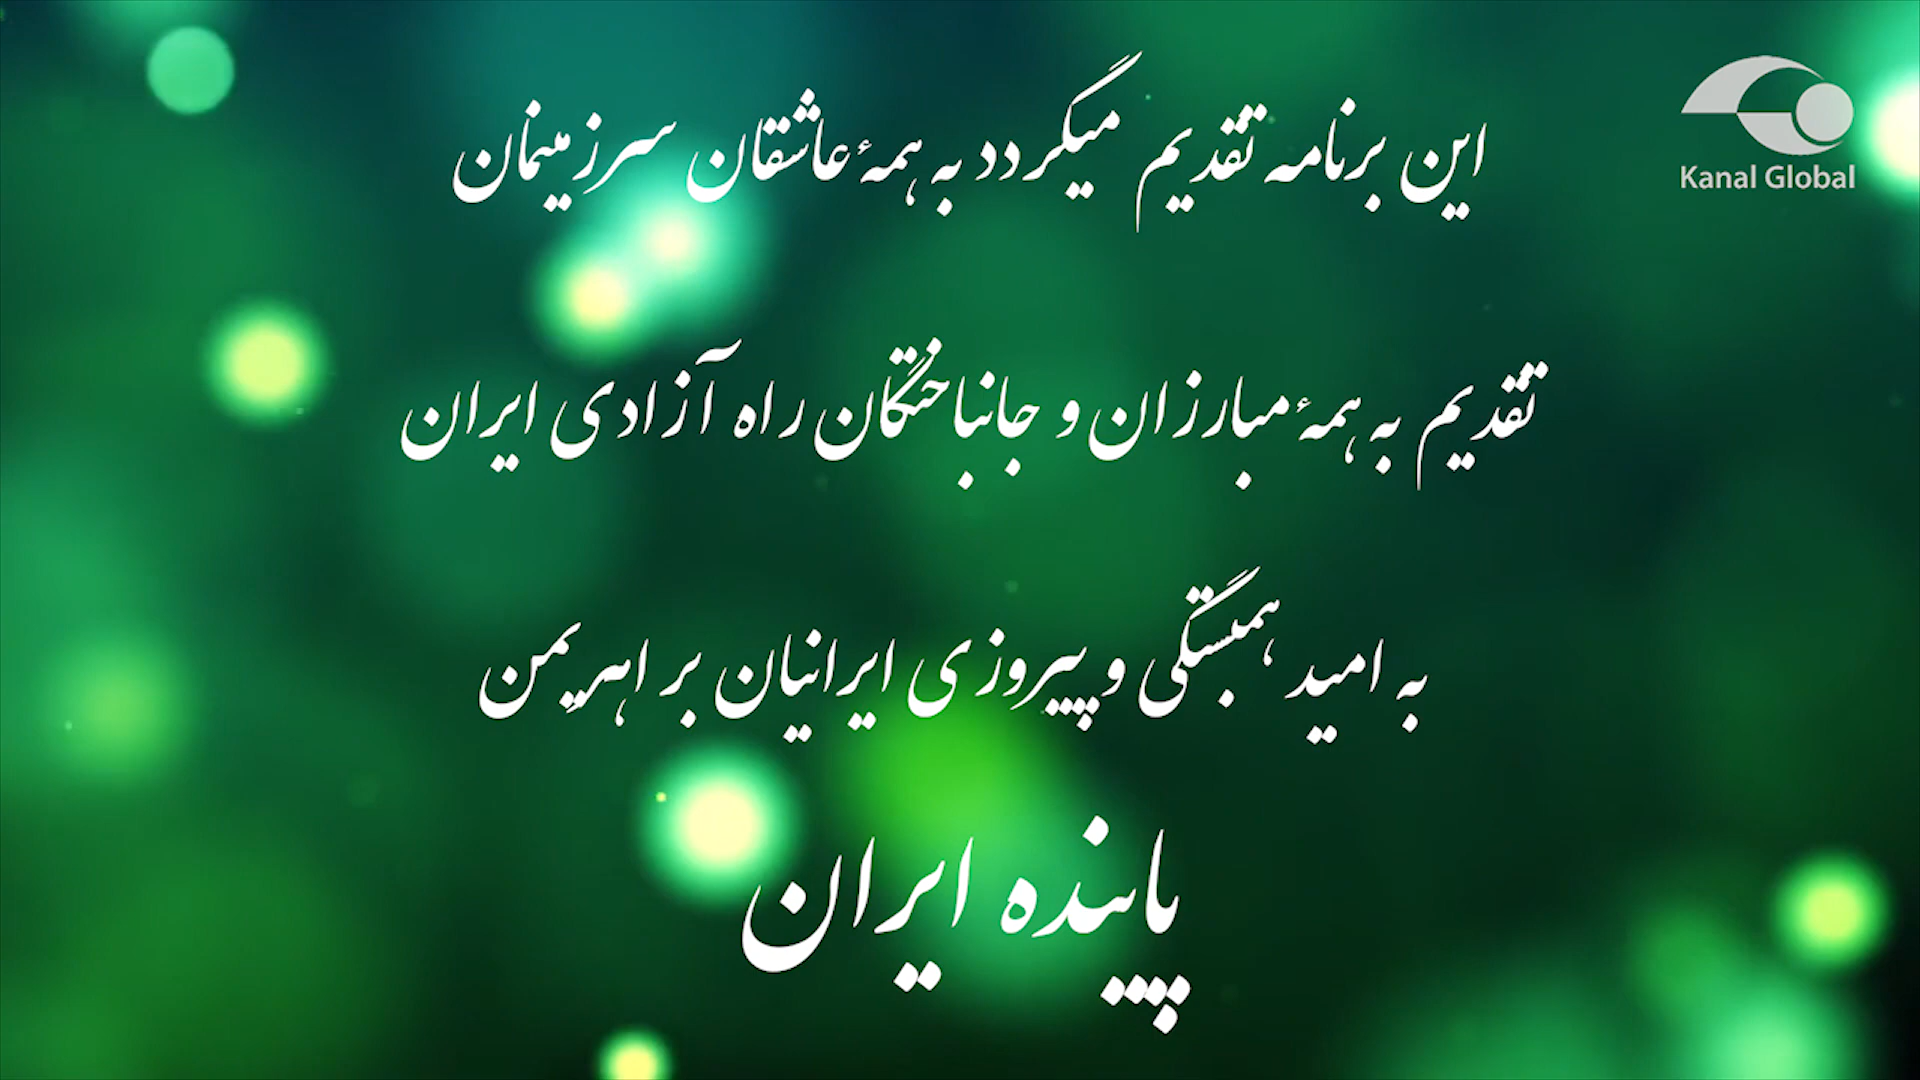 این برنامه تقدیم میگردد به همهٔ عاشقان سرزمینمان
Kanal Global
تقدیم به همهٔ مبارزان و جانباختگان راه آزادی ایران
به امید همبستگی و پیروزی ایرانیان بر اهریمن
پاینده ایران